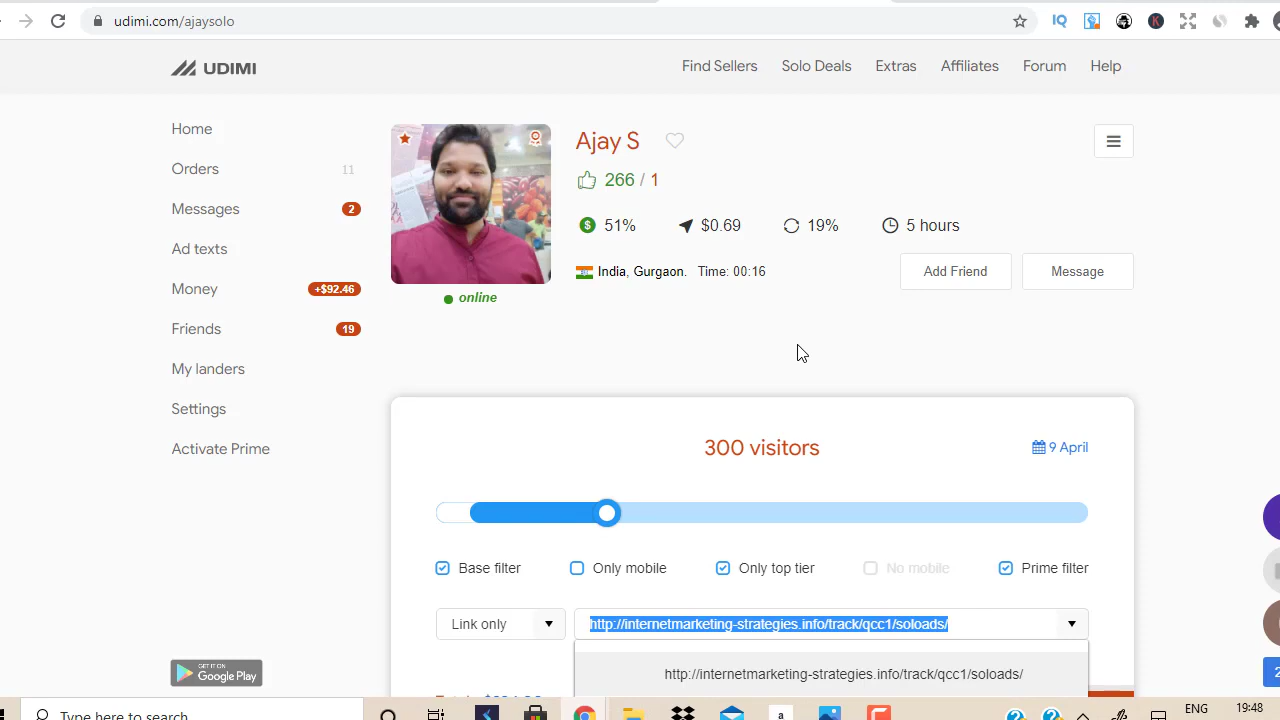 udimi.com/ajaysolo
IQ
K
UDIMI
Find Sellers
Solo Deals
Extras
Affiliates
Forum
Help
Home
Orders 11
Messages 2
Ad texts
Money +$92.46
Friends 19
My landers
Settings
Activate Prime
GET IT ON
Google Play
Ajay S
266 / 1
$ 51%
$0.69
19%
5 hours
India, Gurgaon. Time: 00:16
Add Friend
Message
online
300 visitors
9 April
Base filter
Only mobile
Only top tier
No mobile
Prime filter
Link only
http://internetmarketing-strategies.info/track/qcc1/soloads/
http://internetmarketing-strategies.info/track/qcc1/soloads/
Type here to search
a
ENG
19:48